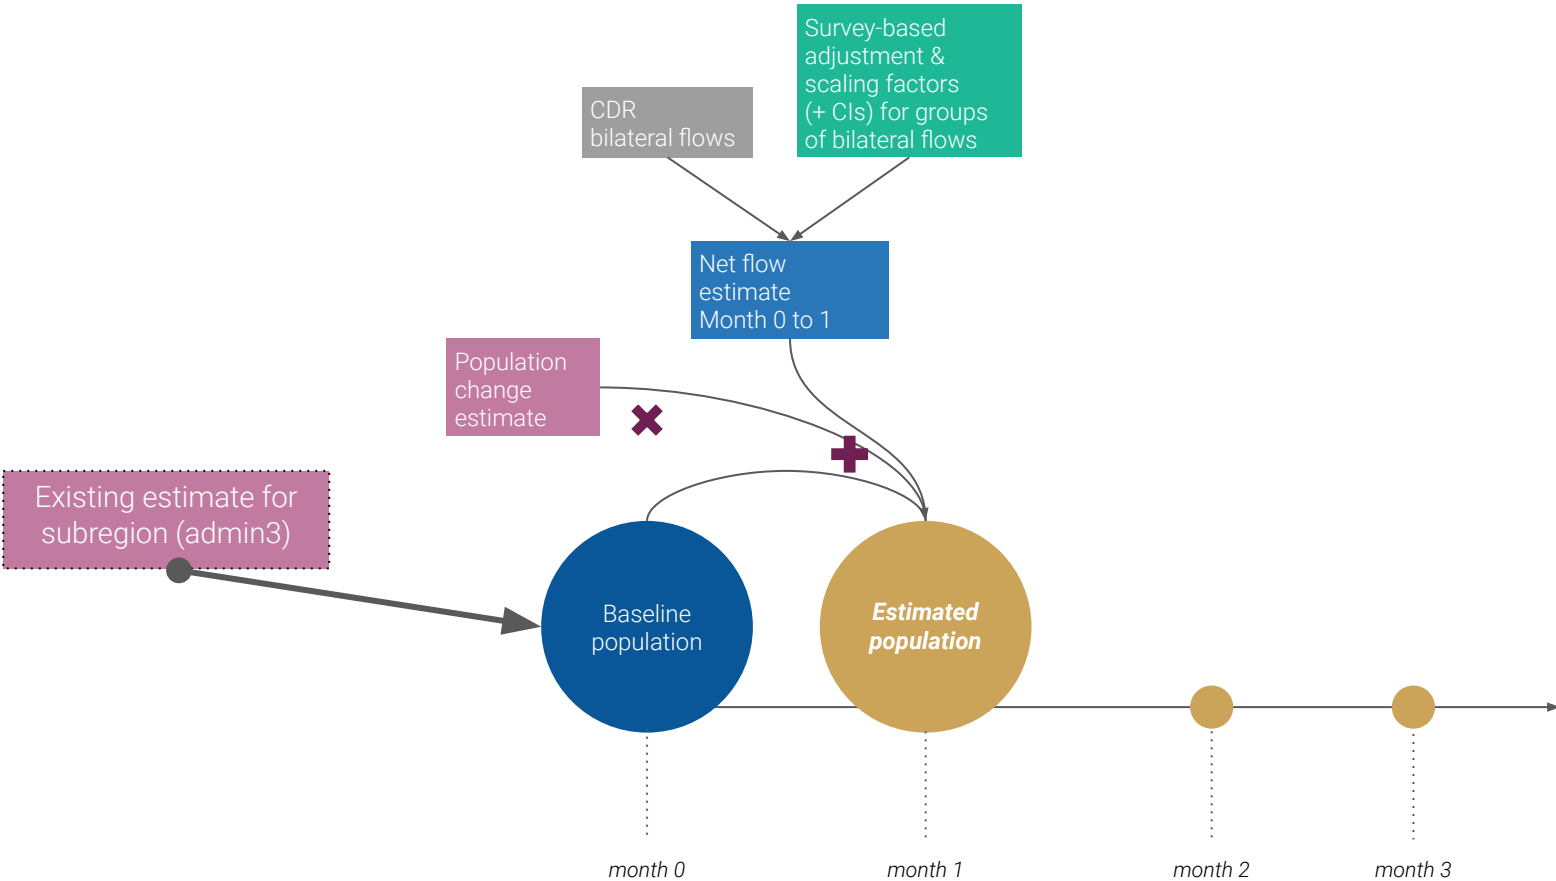 Survey-based
adjustment &
scaling factors
(+ CIs) for groups
of bilateral flows
CDR
bilateral flows
Net flow
estimate
Month 0 to 1
Population
change
estimate
Existing estimate for
subregion (admin3)
Baseline
population
Estimated
population
month 0
month 1
month 2
month 3